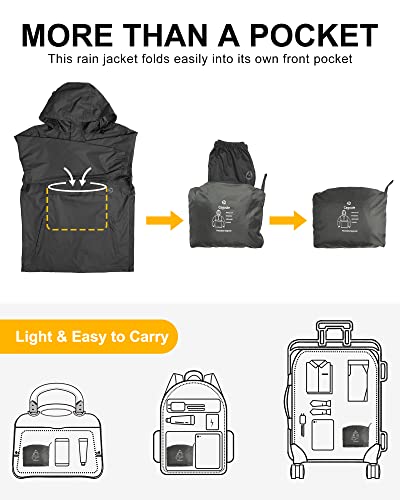 MORE THAN A POCKET
This rain jacket folds easily into its own front pocket
Light & Easy to Carry